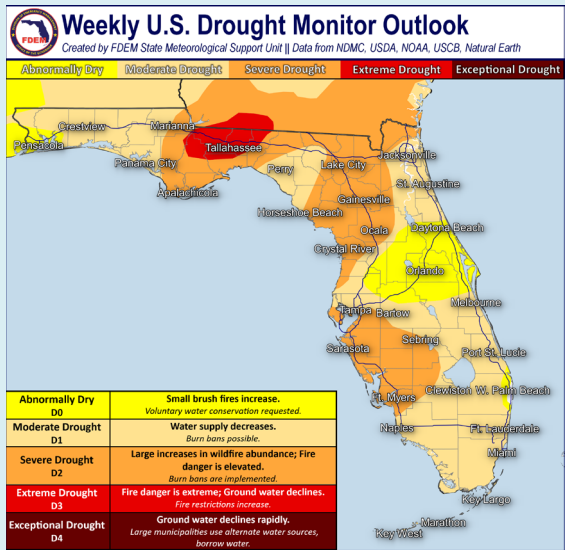 FDEM
Weekly U.S. Drought Monitor Outlook
Created by FDEM State Meteorological Support Unit || Data from NDMC, USDA, NOAA, USCB, Natural Earth
Abnormally Dry Moderate Drought Severe Drought Extreme Drought Exceptional Drought
Crestview
Marianna
Pensacola
Tallahassee
Jacksonville
Panama City
Lake City
Perry
St. Augustine
Apalachicola
Gainesville
Horseshoe Beach
Ocala
Daytona Beach
Crystal River
Orlando
Melbourne
Tampa
Bartow
Sebring
Sarasota
Port St. Lucie
Clewiston
W. Palm Beach
Ft. Myers
Naples
Ft. Lauderdale
Miami
Key Largo
Marathon
Key West
Abnormally Dry
D0
Small brush fires increase.
Voluntary water conservation requested.
Moderate Drought
D1
Water supply decreases.
Burn bans possible.
Severe Drought
D2
Large increases in wildfire abundance; Fire
danger is elevated.
Burn bans are implemented.
Extreme Drought
D3
Fire danger is extreme; Ground water declines.
Fire restrictions increase.
Exceptional Drought
D4
Ground water declines rapidly.
Large municipalities use alternate water sources,
borrow water.